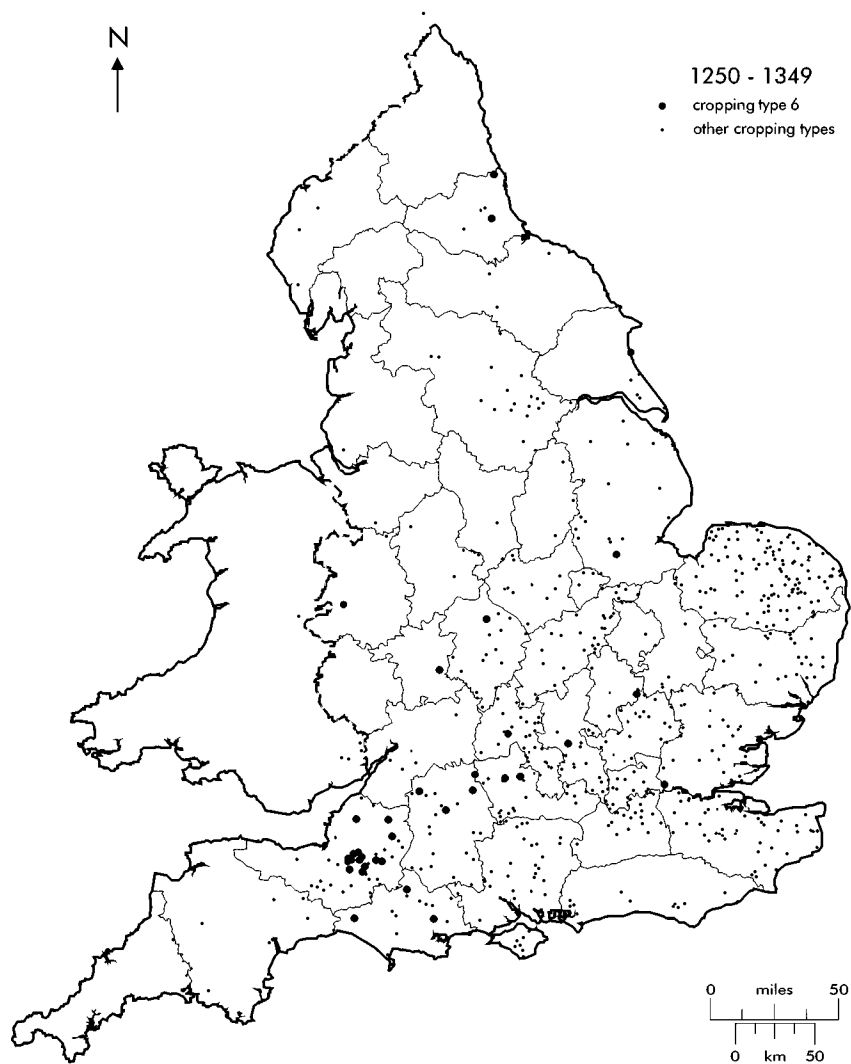 N
1250 - 1349
cropping type 6
other cropping types
0 miles 50
0 km 50